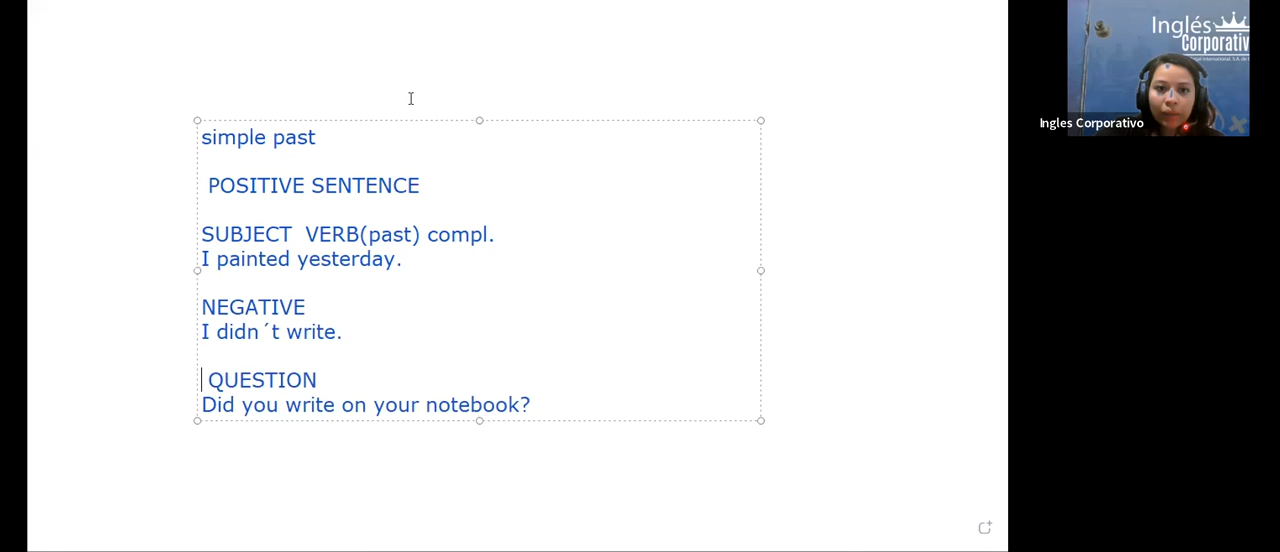 simple past
POSITIVE SENTENCE
SUBJECT VERB(past) compl.
I painted yesterday.
NEGATIVE
I didn´t write.
QUESTION
Did you write on your notebook?
Inglés
Corporativ
Ingles Corporativo